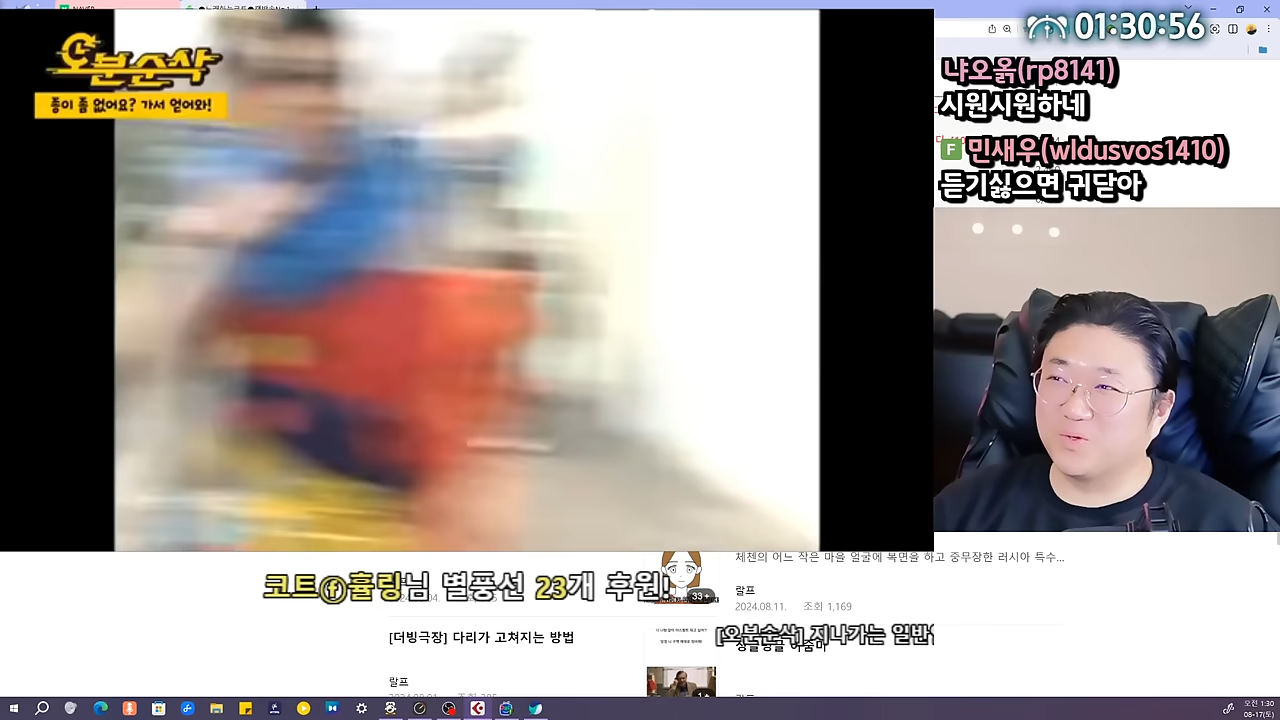 NAVER
오분순삭
종이 좀 없어요? 가서 얻어와!
01:30:56
냐오옭(rp8141)
시원시원하네
F 민새우(wldusvos1410)
듣기싫으면 귀닫아
체첸의 어느 작은 마을 얼굴에 복면을 하고 중무장한 러시아 특수...
코트ⓕ휼링님 별풍선 23개 후원!
33+
랄프
2024.08.11. 조회 1,169
[오분순삭] 지나가는 일반
[더빙극장] 다리가 고쳐지는 방법
랄프
오전 1:30
08-17(토)